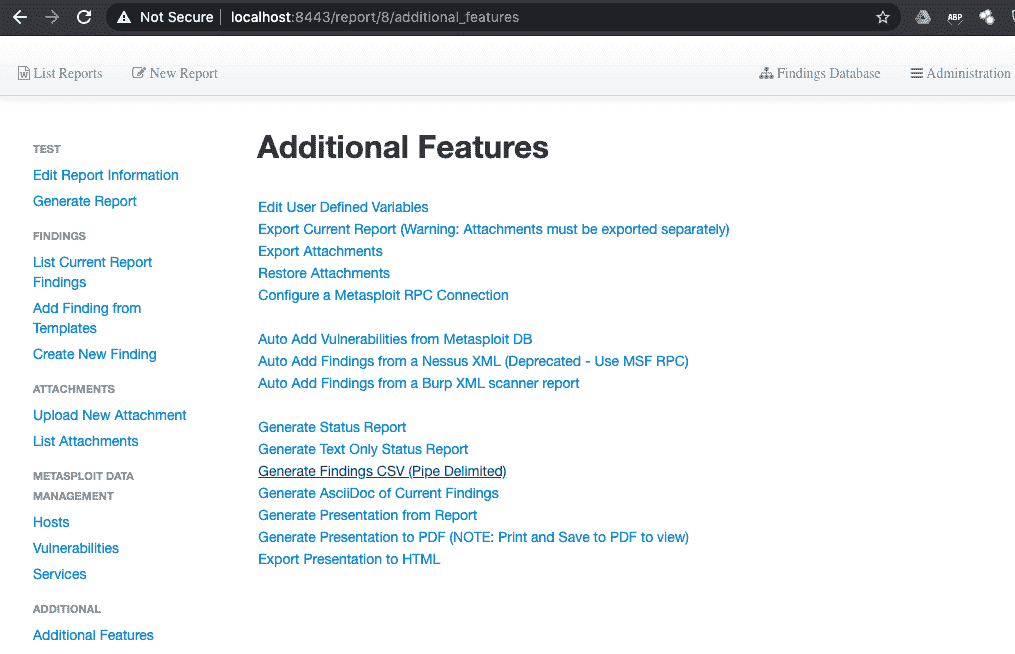 Not Secure | localhost:8443/report/8/additional_features
ABP
List Reports New Report Findings Database Administration
TEST
Edit Report Information
Generate Report
FINDINGS
List Current Report
Findings
Add Finding from
Templates
Create New Finding
ATTACHMENTS
Upload New Attachment
List Attachments
METASPLOIT DATA
MANAGEMENT
Hosts
Vulnerabilities
Services
ADDITIONAL
Additional Features
Additional Features
Edit User Defined Variables
Export Current Report (Warning: Attachments must be exported separately)
Export Attachments
Restore Attachments
Configure a Metasploit RPC Connection
Auto Add Vulnerabilities from Metasploit DB
Auto Add Findings from a Nessus XML (Deprecated - Use MSF RPC)
Auto Add Findings from a Burp XML scanner report
Generate Status Report
Generate Text Only Status Report
Generate Findings CSV (Pipe Delimited)
Generate AsciiDoc of Current Findings
Generate Presentation from Report
Generate Presentation to PDF (NOTE: Print and Save to PDF to view)
Export Presentation to HTML